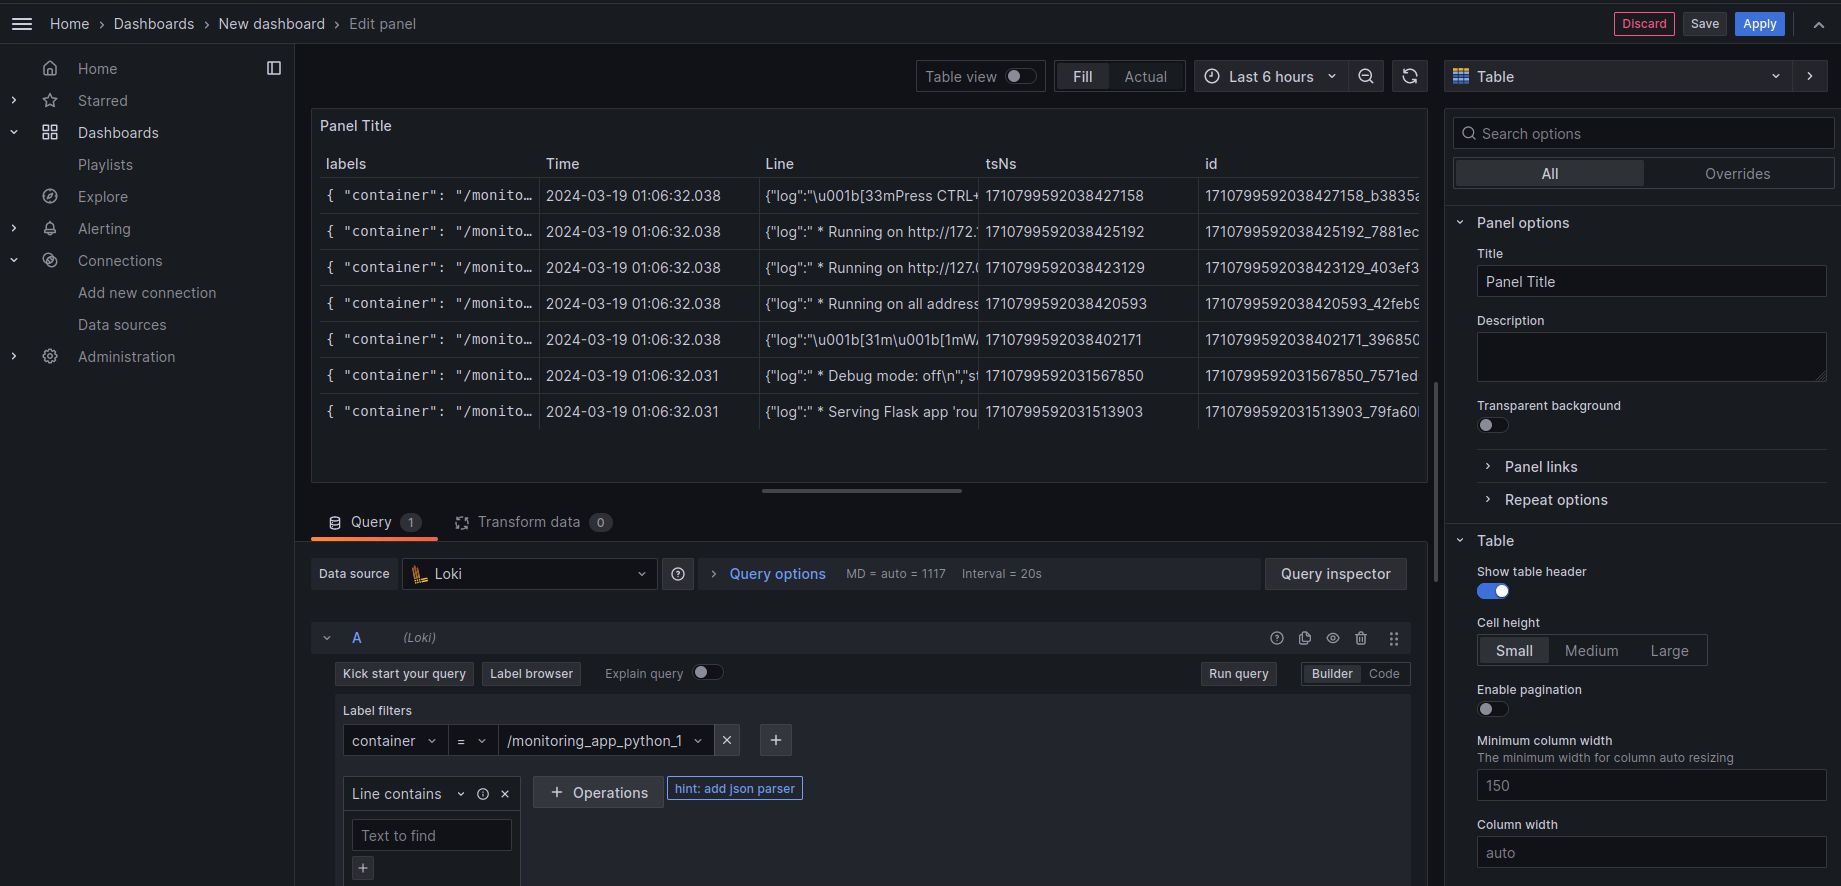 Home › Dashboards › New dashboard › Edit panel
Discard Save Apply
Home
Starred
Dashboards
Playlists
Explore
Alerting
Connections
Add new connection
Data sources
Administration
Table view Fill Actual Last 6 hours
Panel Title
labels Time Line tsNs id
{ "container": "/monito… 2024-03-19 01:06:32.038 {"log":"\u001b[33mPress CTRL+ 1710799592038427158 1710799592038427158_b3835a
{ "container": "/monito… 2024-03-19 01:06:32.038 {"log":" * Running on http://172. 1710799592038425192 1710799592038425192_7881ec
{ "container": "/monito… 2024-03-19 01:06:32.038 {"log":" * Running on http://127.0 1710799592038423129 1710799592038423129_403ef3
{ "container": "/monito… 2024-03-19 01:06:32.038 {"log":" * Running on all address 1710799592038420593 1710799592038420593_42feb9
{ "container": "/monito… 2024-03-19 01:06:32.038 {"log":"\u001b[31m\u001b[1mWA 1710799592038402171 1710799592038402171_396850
{ "container": "/monito… 2024-03-19 01:06:32.031 {"log":" * Debug mode: off\n","st 1710799592031567850 1710799592031567850_7571ed
{ "container": "/monito… 2024-03-19 01:06:32.031 {"log":" * Serving Flask app 'rou 1710799592031513903 1710799592031513903_79fa60
Query 1 Transform data 0
Data source Loki Query options MD = auto = 1117 Interval = 20s Query inspector
A (Loki)
Kick start your query Label browser Explain query Run query Builder Code
Label filters
container = /monitoring_app_python_1
Line contains + Operations hint: add json parser
Text to find
Table
Search options
All Overrides
Panel options
Title
Panel Title
Description
Transparent background
Panel links
Repeat options
Table
Show table header
Cell height
Small Medium Large
Enable pagination
Minimum column width
The minimum width for column auto resizing
150
Column width
auto